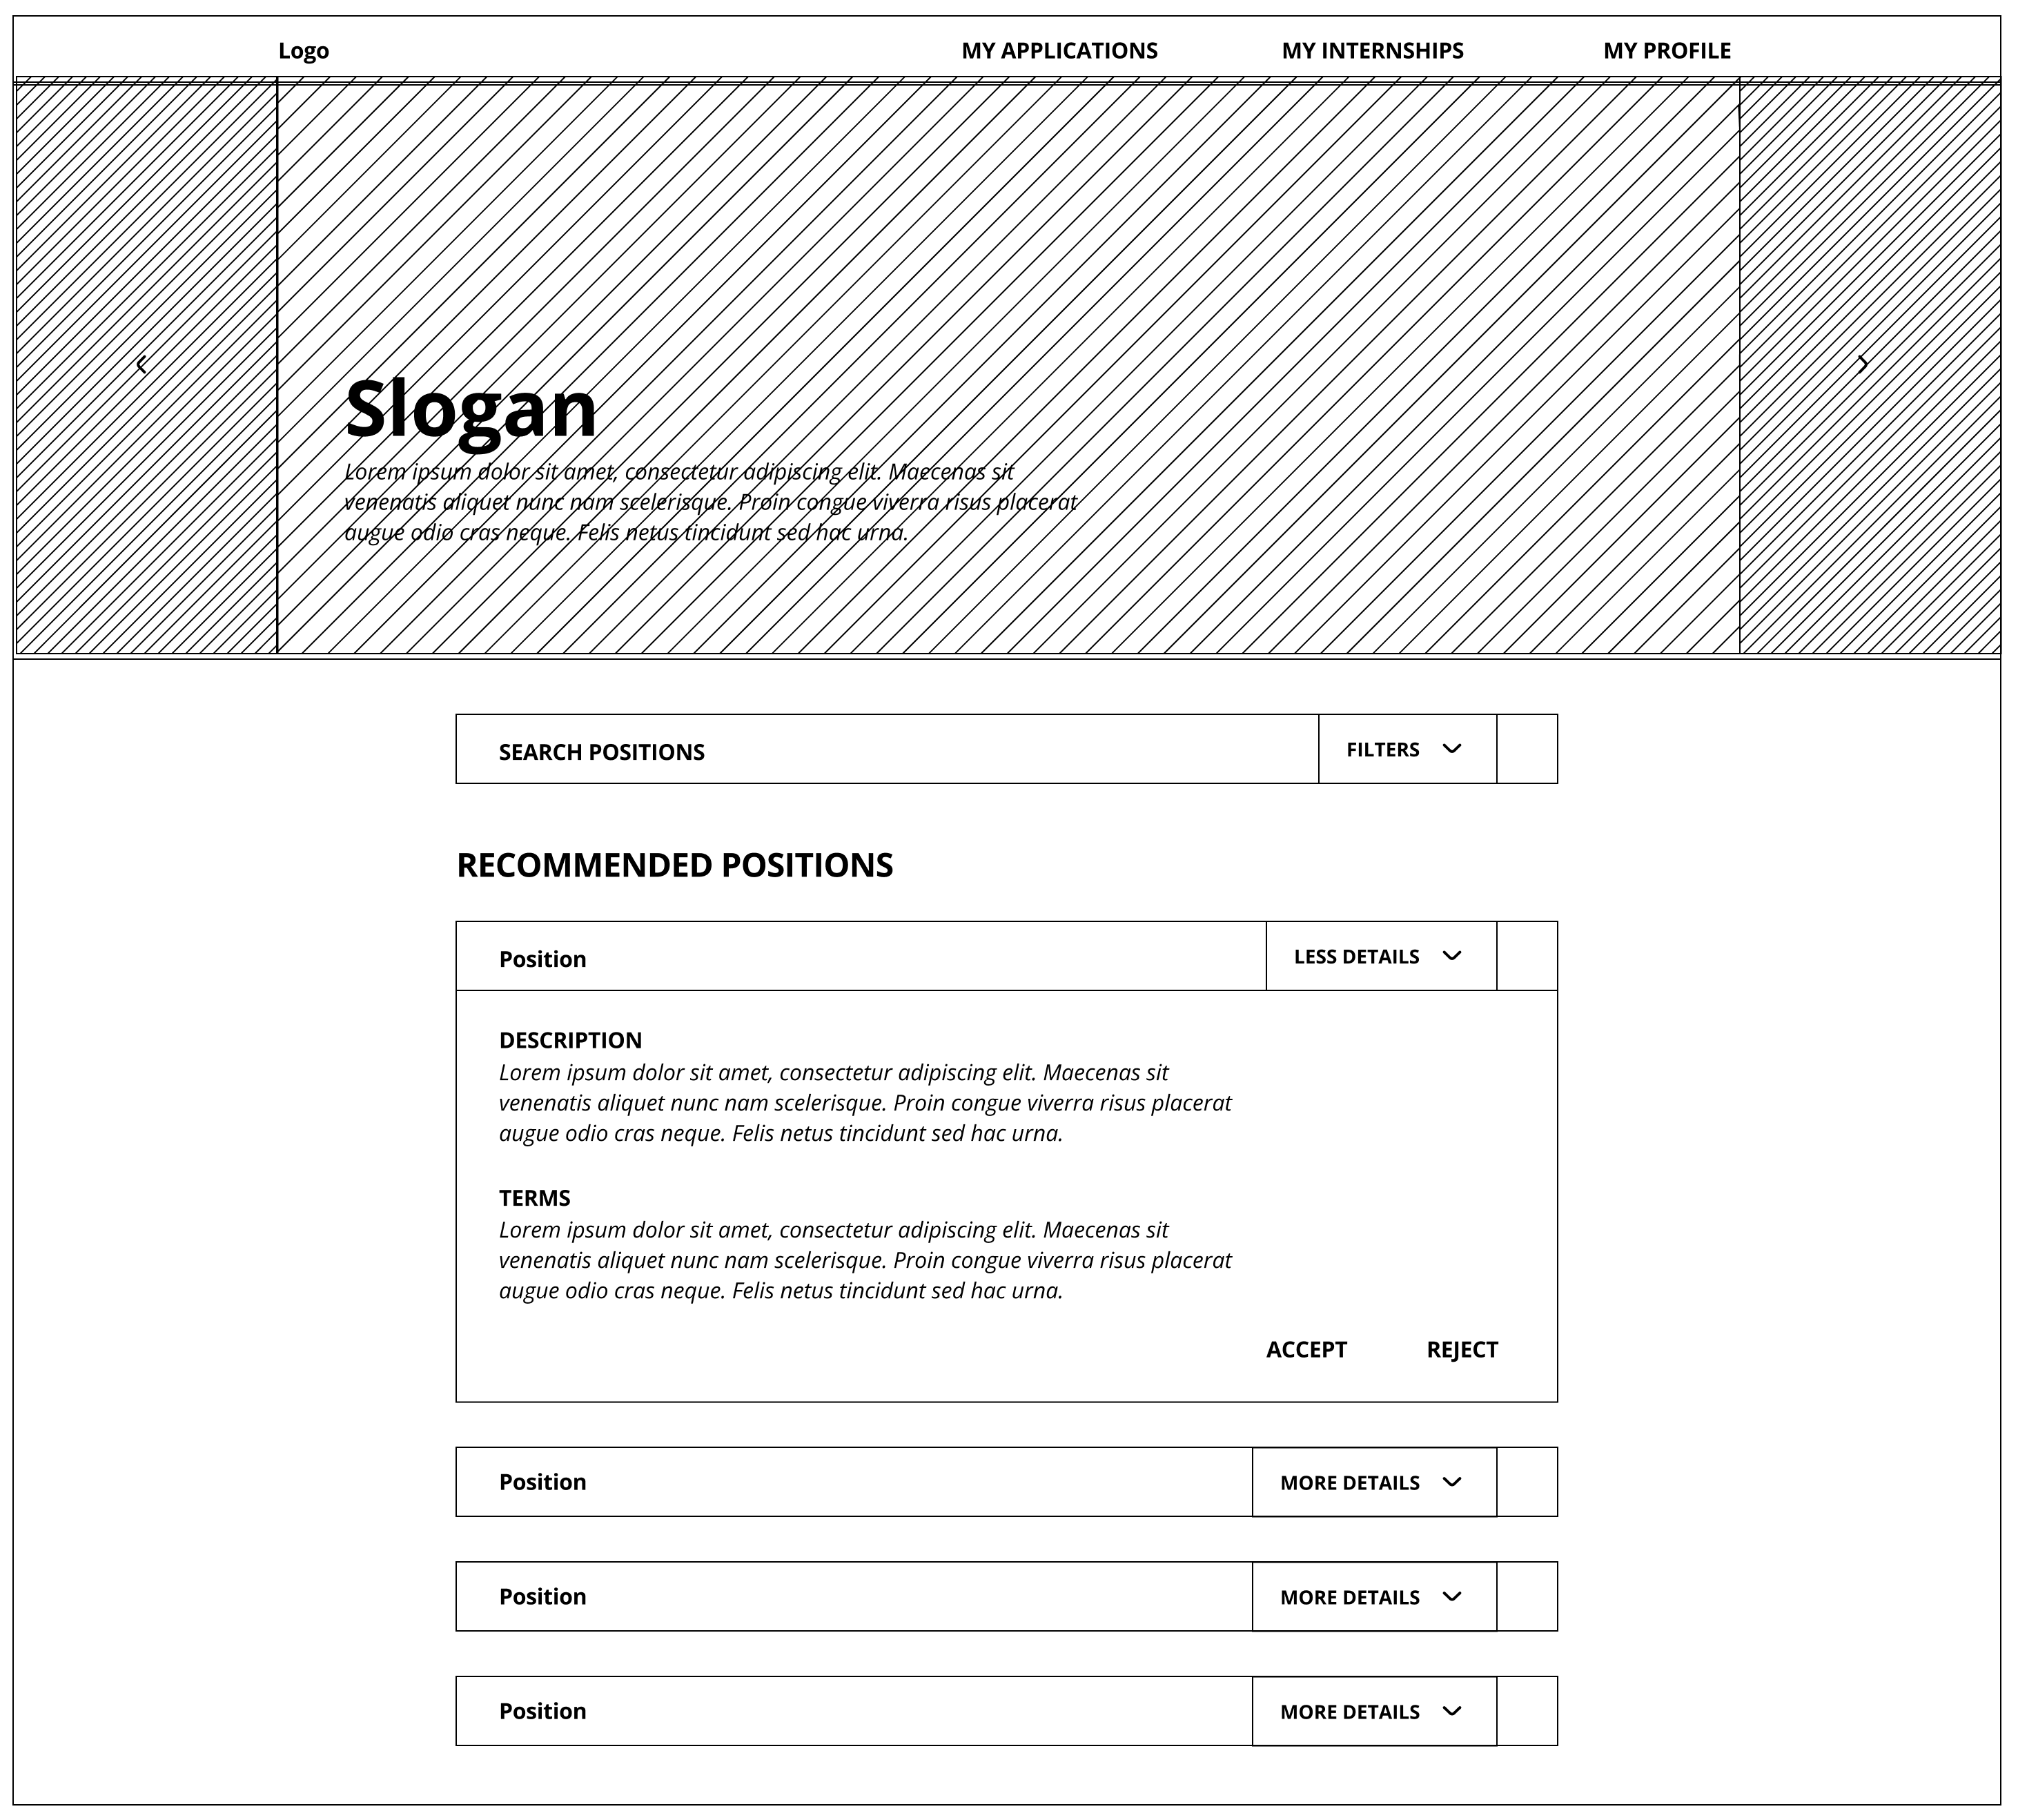 Logo
MY APPLICATIONS
MY INTERNSHIPS
MY PROFILE
Slogan
Lorem ipsum dolor sit amet, consectetur adipiscing elit. Maecenas sit
venenatis aliquet nunc nam scelerisque. Proin congue viverra risus placerat
augue odio cras neque. Felis netus tincidunt sed hac urna.
SEARCH POSITIONS
FILTERS
RECOMMENDED POSITIONS
Position
LESS DETAILS
DESCRIPTION
Lorem ipsum dolor sit amet, consectetur adipiscing elit. Maecenas sit
venenatis aliquet nunc nam scelerisque. Proin congue viverra risus placerat
augue odio cras neque. Felis netus tincidunt sed hac urna.
TERMS
Lorem ipsum dolor sit amet, consectetur adipiscing elit. Maecenas sit
venenatis aliquet nunc nam scelerisque. Proin congue viverra risus placerat
augue odio cras neque. Felis netus tincidunt sed hac urna.
ACCEPT
REJECT
Position
MORE DETAILS
Position
MORE DETAILS
Position
MORE DETAILS